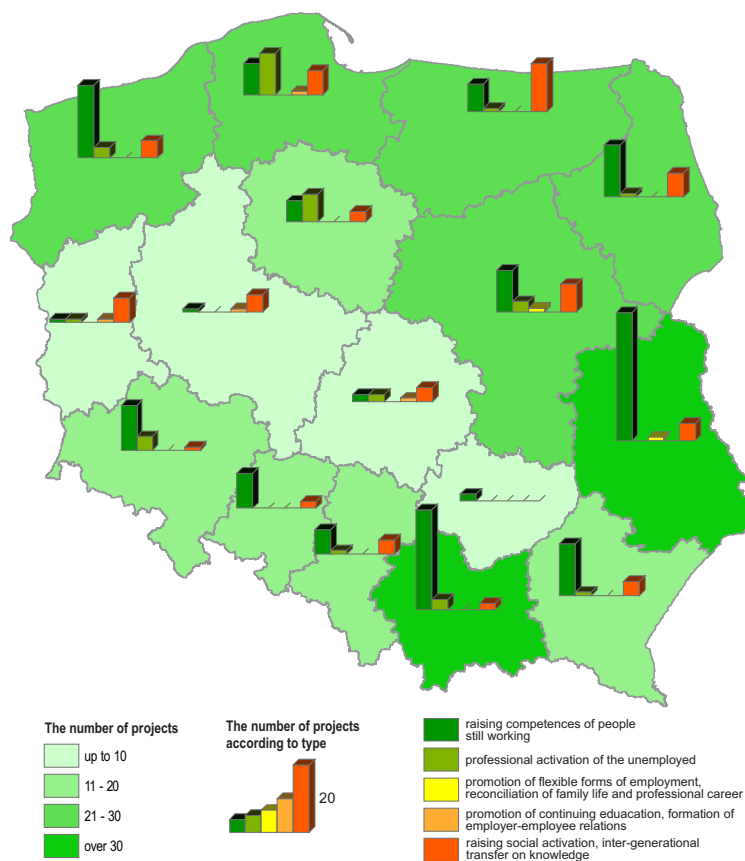 The number of projects
up to 10
11 - 20
21 - 30
over 30
The number of projects
according to type
20
raising competences of people
still working
professional activation of the unemployed
promotion of flexible forms of employment,
reconciliation of family life and professional career
promotion of continuing eduacation, formation of
employer-employee relations
raising social activation, inter-generational
transfer on knowledge